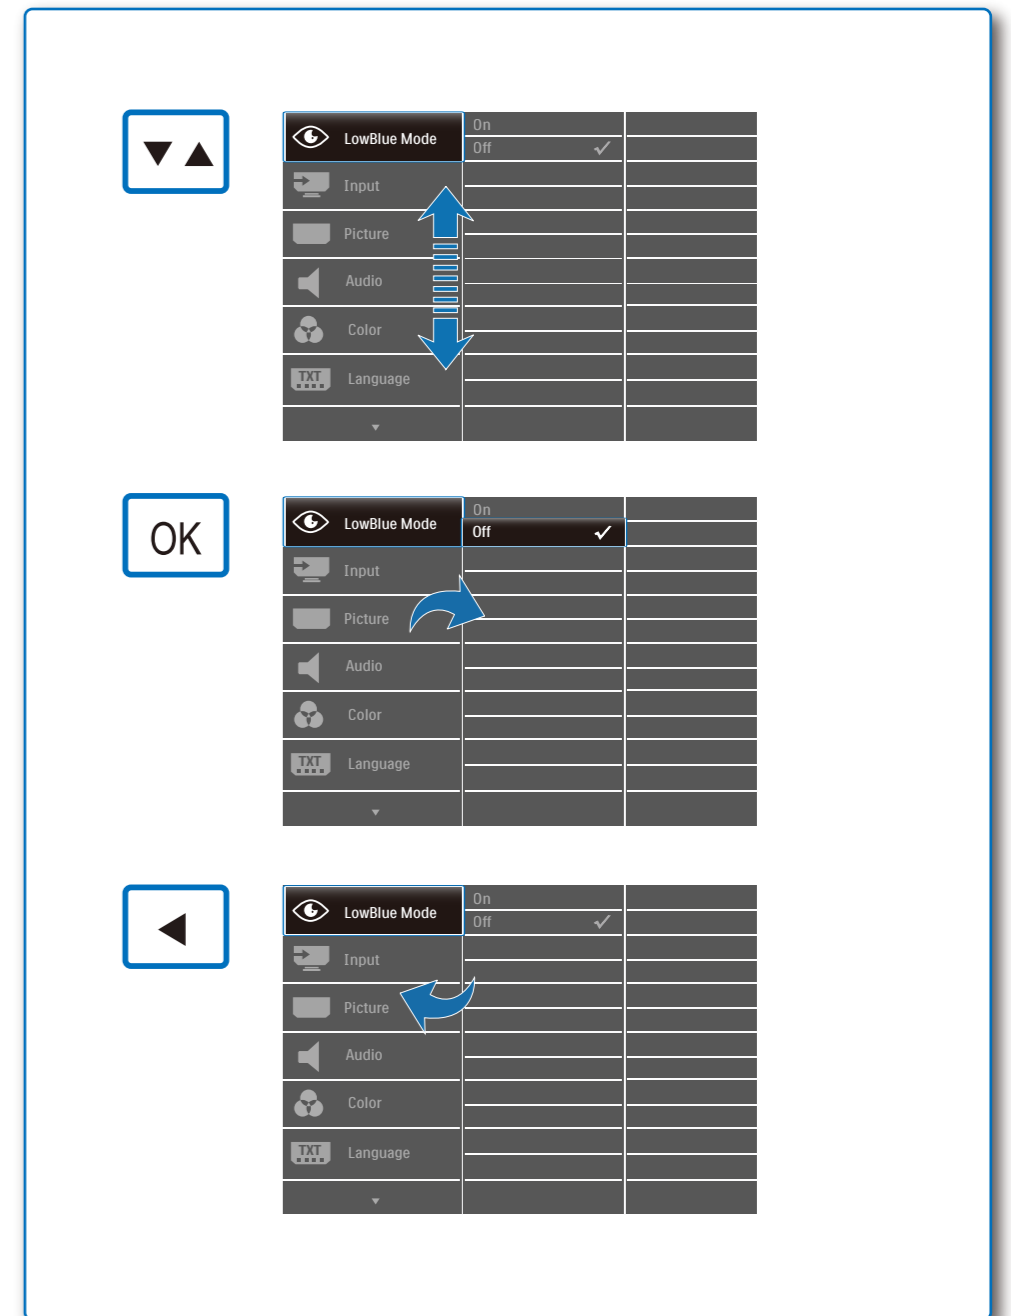 LowBlue Mode
On
Off
Input
Picture
Audio
Color
TXT
Language
OK
LowBlue Mode
On
Off
Input
Picture
Audio
Color
TXT
Language
LowBlue Mode
On
Off
Input
Picture
Audio
Color
TXT
Language